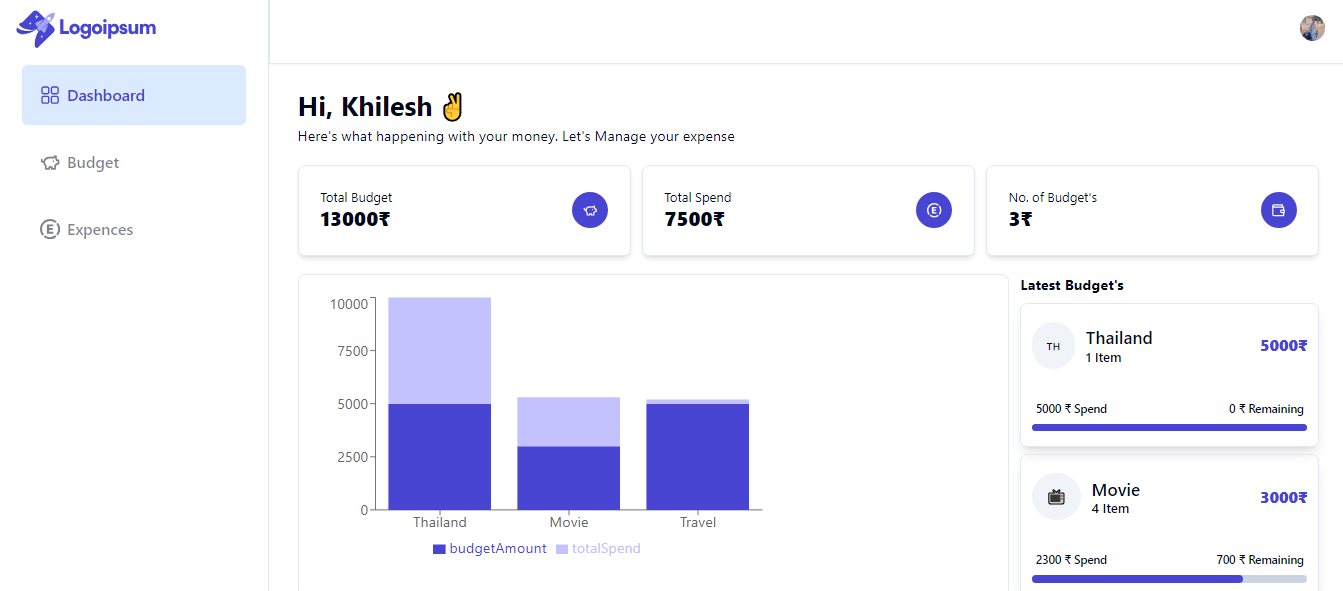 Logoipsum
Dashboard
Budget
Expences
Hi, Khilesh ✌️
Here's what happening with your money. Let's Manage your expense
Total Budget
13000₹
Total Spend
7500₹
No. of Budget's
3₹
10000
7500
5000
2500
0
Thailand Movie Travel
budgetAmount totalSpend
Latest Budget's
TH
Thailand
1 Item
5000₹
5000 ₹ Spend 0 ₹ Remaining
Movie
4 Item
3000₹
2300 ₹ Spend 700 ₹ Remaining